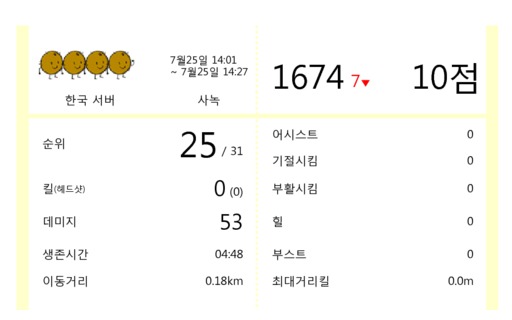 7월25일 14:01
~ 7월25일 14:27
한국 서버 사녹
1674 7▼ 10점
순위 25 / 31
킬(헤드샷) 0 (0)
데미지 53
생존시간 04:48
이동거리 0.18km
어시스트 0
기절시킴 0
부활시킴 0
힐 0
부스트 0
최대거리킬 0.0m